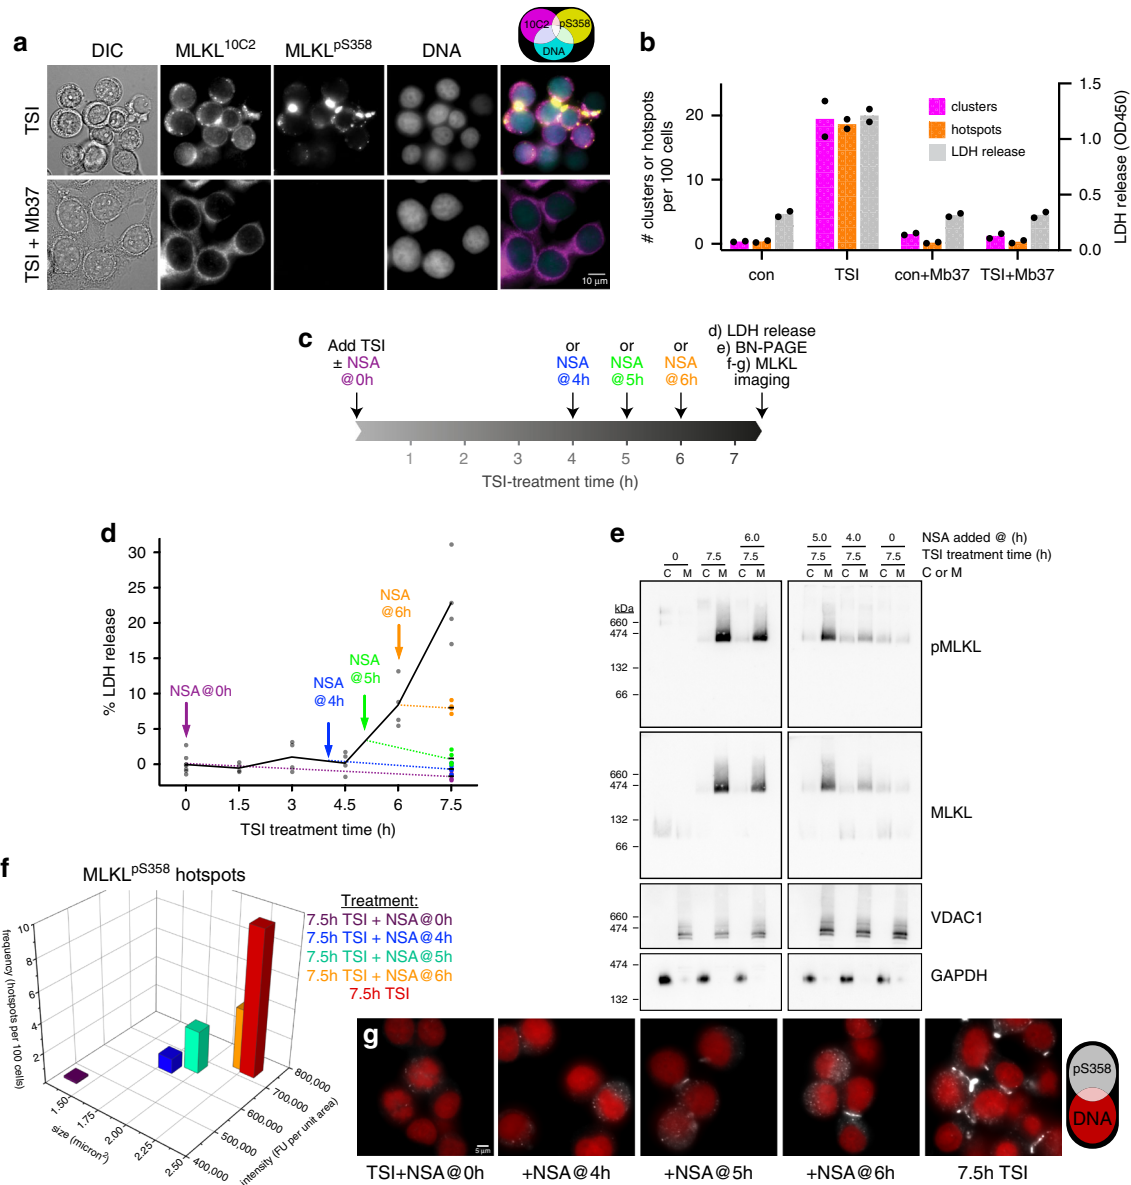 a
DIC
MLKL10C2
MLKLpS358
DNA
10C2
pS358
DNA
TSI
TSI + Mb37
10 µm
b
# clusters or hotspots
per 100 cells
20
10
0
clusters
hotspots
LDH release
1.5
1.0
0.5
0.0
LDH release (OD450)
con
TSI
con+Mb37
TSI+Mb37
c
Add TSI
± NSA
@0h
or
NSA
@4h
or
NSA
@5h
or
NSA
@6h
d) LDH release
e) BN-PAGE
f-g) MLKL
imaging
1 2 3 4 5 6 7
TSI-treatment time (h)
d
% LDH release
30
25
20
15
10
5
0
NSA@0h
NSA
@4h
NSA
@5h
NSA
@6h
0 1.5 3 4.5 6 7.5
TSI treatment time (h)
e
6.0 5.0 4.0 0 NSA added @ (h)
0 7.5 7.5 7.5 7.5 7.5 TSI treatment time (h)
C M C M C M C M C M C M C or M
kDa
660
474
132
66
pMLKL
660
474
132
66
MLKL
660
474
VDAC1
474
132
GAPDH
f
MLKLpS358 hotspots
frequency (hotspots per 100 cells)
10
8
6
4
2
1.50
1.75
2.00
2.25
2.50
size (micron2)
400,000
500,000
600,000
700,000
800,000
intensity (FU per unit area)
Treatment:
7.5h TSI + NSA@0h
7.5h TSI + NSA@4h
7.5h TSI + NSA@5h
7.5h TSI + NSA@6h
7.5h TSI
g
5 µm
TSI+NSA@0h
+NSA@4h
+NSA@5h
+NSA@6h
7.5h TSI
pS358
DNA